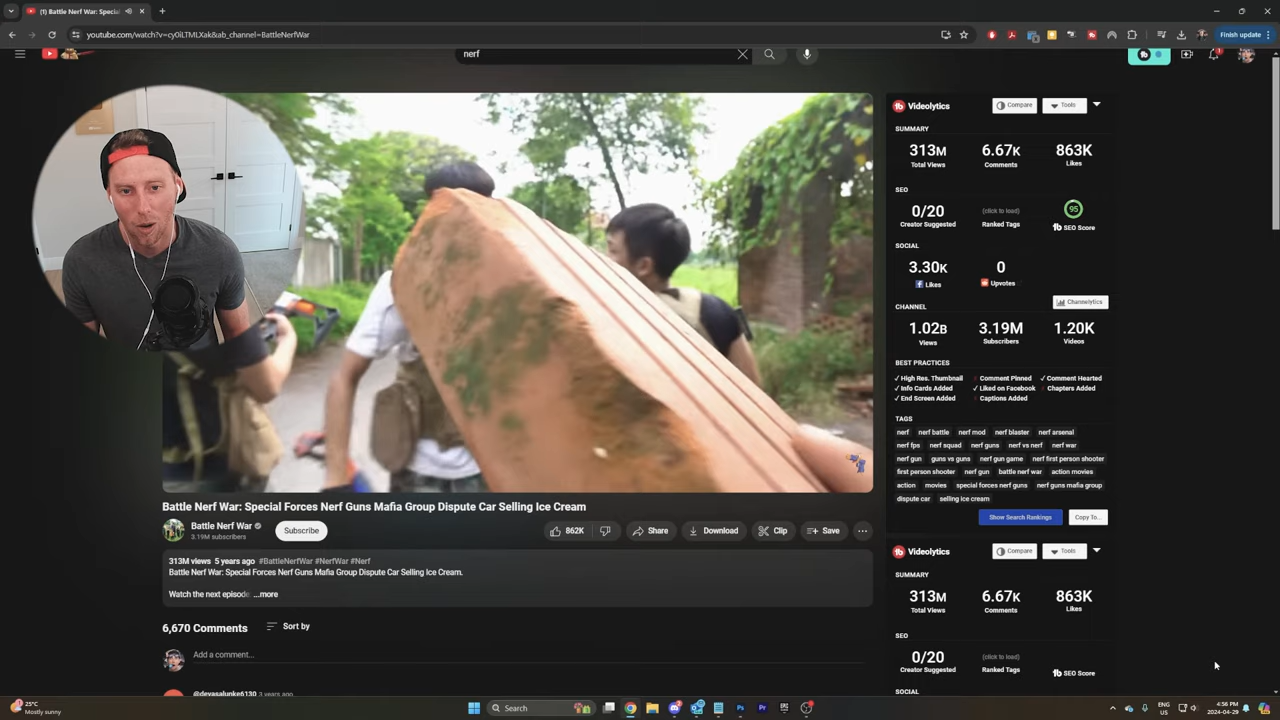 (1) Battle Nerf War: Special
youtube.com/watch?v=cy0iLTMLXak&ab_channel=BattleNerfWar
Finish update
nerf
Videolytics
Compare
Tools
SUMMARY
313M
6.67K
863K
Total Views
Comments
Likes
SEO
0/20
(click to load)
95
Creator Suggested
Ranked Tags
SEO Score
SOCIAL
3.30K
0
Likes
Upvotes
CHANNEL
Channelytics
1.02B
3.19M
1.20K
Views
Subscribers
Videos
BEST PRACTICES
✓ High Res. Thumbnail
Comment Pinned
✓ Comment Hearted
✓ Info Cards Added
✓ Liked on Facebook
Chapters Added
✓ End Screen Added
Captions Added
TAGS
nerf nerf battle nerf mod nerf blaster nerf arsenal
nerf fps nerf squad nerf guns nerf vs nerf nerf war
nerf gun guns vs guns nerf gun game nerf first person shooter
first person shooter nerf gun battle nerf war action movies
action movies special forces nerf guns nerf guns mafia group
dispute car selling ice cream
Show Search Rankings
Copy To...
Battle Nerf War: Special Forces Nerf Guns Mafia Group Dispute Car Selling Ice Cream
Battle Nerf War
3.19M subscribers
Subscribe
862K
Share
Download
Clip
Save
313M views 5 years ago #BattleNerfWar #NerfWar #Nerf
Battle Nerf War: Special Forces Nerf Guns Mafia Group Dispute Car Selling Ice Cream.
Watch the next episode ...more
6,670 Comments
Sort by
Add a comment...
@devasalunke6130 3 years ago
Videolytics
Compare
Tools
SUMMARY
313M
6.67K
863K
Total Views
Comments
Likes
SEO
0/20
(click to load)
Creator Suggested
Ranked Tags
SEO Score
SOCIAL
25°C
Mostly sunny
Search
ENG
US
4:56 PM
2024-04-29